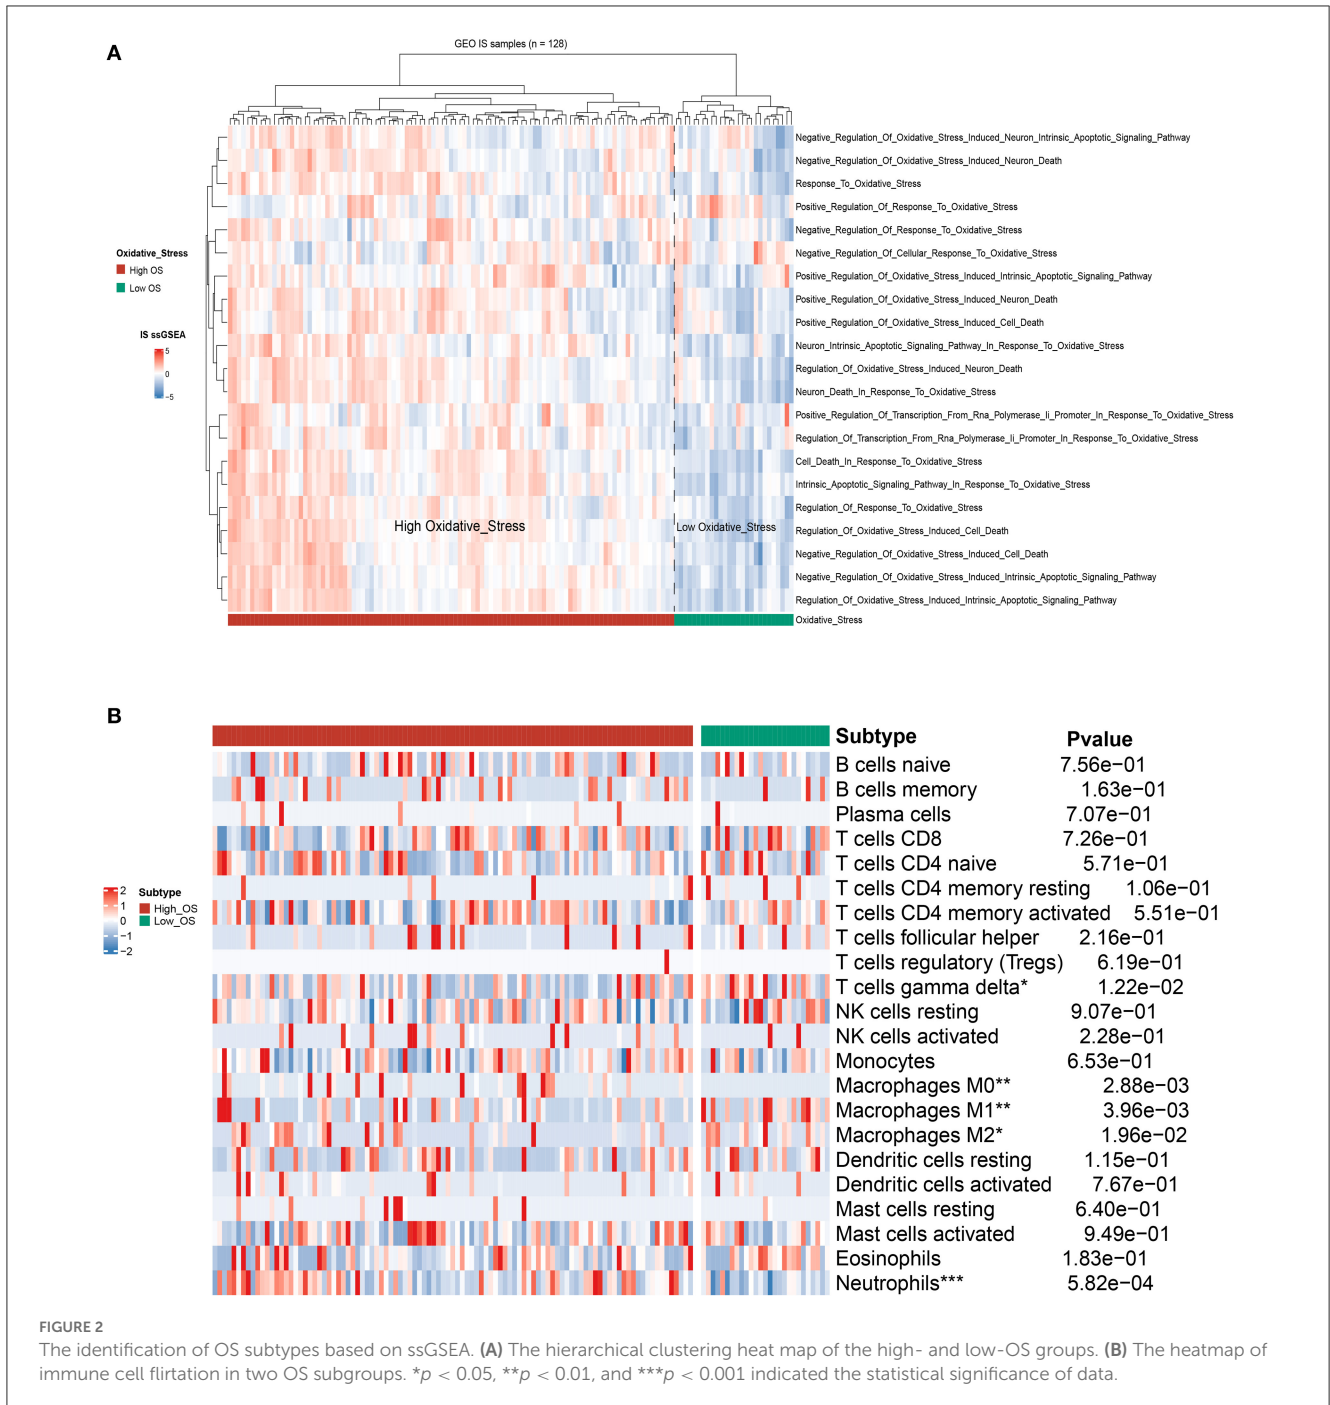 A
GEO IS samples (n = 128)
Negative_Regulation_Of_Oxidative_Stress_Induced_Neuron_Intrinsic_Apoptotic_Signaling_Pathway
Negative_Regulation_Of_Oxidative_Stress_Induced_Neuron_Death
Response_To_Oxidative_Stress
Positive_Regulation_Of_Response_To_Oxidative_Stress
Negative_Regulation_Of_Response_To_Oxidative_Stress
Negative_Regulation_Of_Cellular_Response_To_Oxidative_Stress
Positive_Regulation_Of_Oxidative_Stress_Induced_Intrinsic_Apoptotic_Signaling_Pathway
Positive_Regulation_Of_Oxidative_Stress_Induced_Neuron_Death
Positive_Regulation_Of_Oxidative_Stress_Induced_Cell_Death
Neuron_Intrinsic_Apoptotic_Signaling_Pathway_In_Response_To_Oxidative_Stress
Regulation_Of_Oxidative_Stress_Induced_Neuron_Death
Neuron_Death_In_Response_To_Oxidative_Stress
Positive_Regulation_Of_Transcription_From_Rna_Polymerase_Ii_Promoter_In_Response_To_Oxidative_Stress
Regulation_Of_Transcription_From_Rna_Polymerase_Ii_Promoter_In_Response_To_Oxidative_Stress
Cell_Death_In_Response_To_Oxidative_Stress
Intrinsic_Apoptotic_Signaling_Pathway_In_Response_To_Oxidative_Stress
Regulation_Of_Response_To_Oxidative_Stress
Regulation_Of_Oxidative_Stress_Induced_Cell_Death
Negative_Regulation_Of_Oxidative_Stress_Induced_Cell_Death
Negative_Regulation_Of_Oxidative_Stress_Induced_Intrinsic_Apoptotic_Signaling_Pathway
Regulation_Of_Oxidative_Stress_Induced_Intrinsic_Apoptotic_Signaling_Pathway
Oxidative_Stress
Oxidative_Stress
High OS
Low OS
IS ssGSEA
5
0
−5
High Oxidative_Stress
Low Oxidative_Stress
B
Subtype Pvalue
B cells naive 7.56e−01
B cells memory 1.63e−01
Plasma cells 7.07e−01
T cells CD8 7.26e−01
T cells CD4 naive 5.71e−01
T cells CD4 memory resting 1.06e−01
T cells CD4 memory activated 5.51e−01
T cells follicular helper 2.16e−01
T cells regulatory (Tregs) 6.19e−01
T cells gamma delta* 1.22e−02
NK cells resting 9.07e−01
NK cells activated 2.28e−01
Monocytes 6.53e−01
Macrophages M0** 2.88e−03
Macrophages M1** 3.96e−03
Macrophages M2* 1.96e−02
Dendritic cells resting 1.15e−01
Dendritic cells activated 7.67e−01
Mast cells resting 6.40e−01
Mast cells activated 9.49e−01
Eosinophils 1.83e−01
Neutrophils*** 5.82e−04
2
1
0
−1
−2
Subtype
High_OS
Low_OS
FIGURE 2
The identification of OS subtypes based on ssGSEA. (A) The hierarchical clustering heat map of the high- and low-OS groups. (B) The heatmap of
immune cell flirtation in two OS subgroups. *p < 0.05, **p < 0.01, and ***p < 0.001 indicated the statistical significance of data.